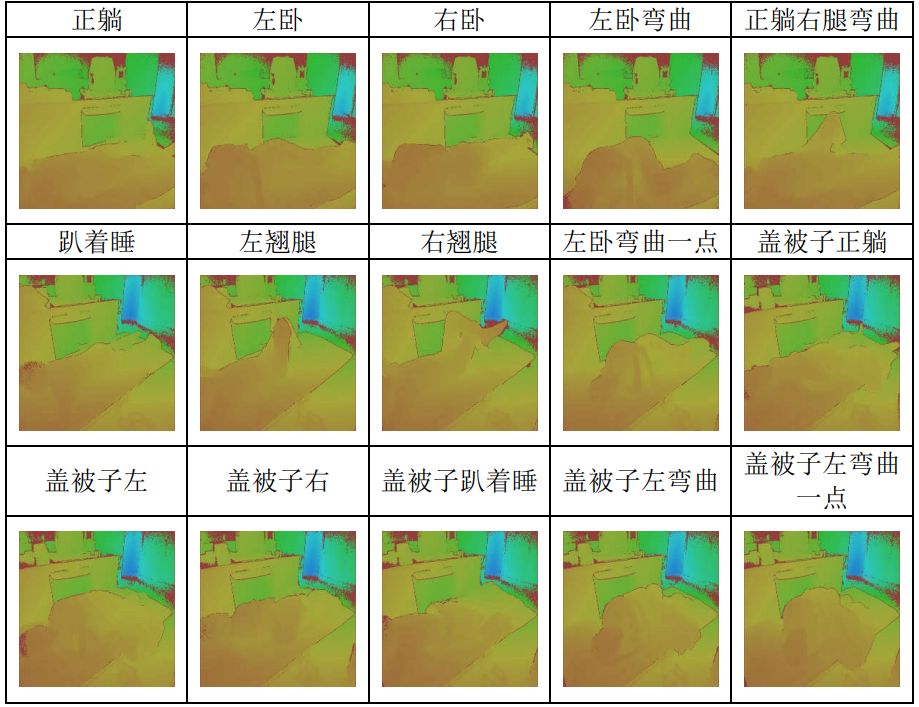 正躺
左卧
右卧
左卧弯曲
正躺右腿弯曲
趴着睡
左翘腿
右翘腿
左卧弯曲一点
盖被子正躺
盖被子左
盖被子右
盖被子趴着睡
盖被子左弯曲
盖被子左弯曲
一点